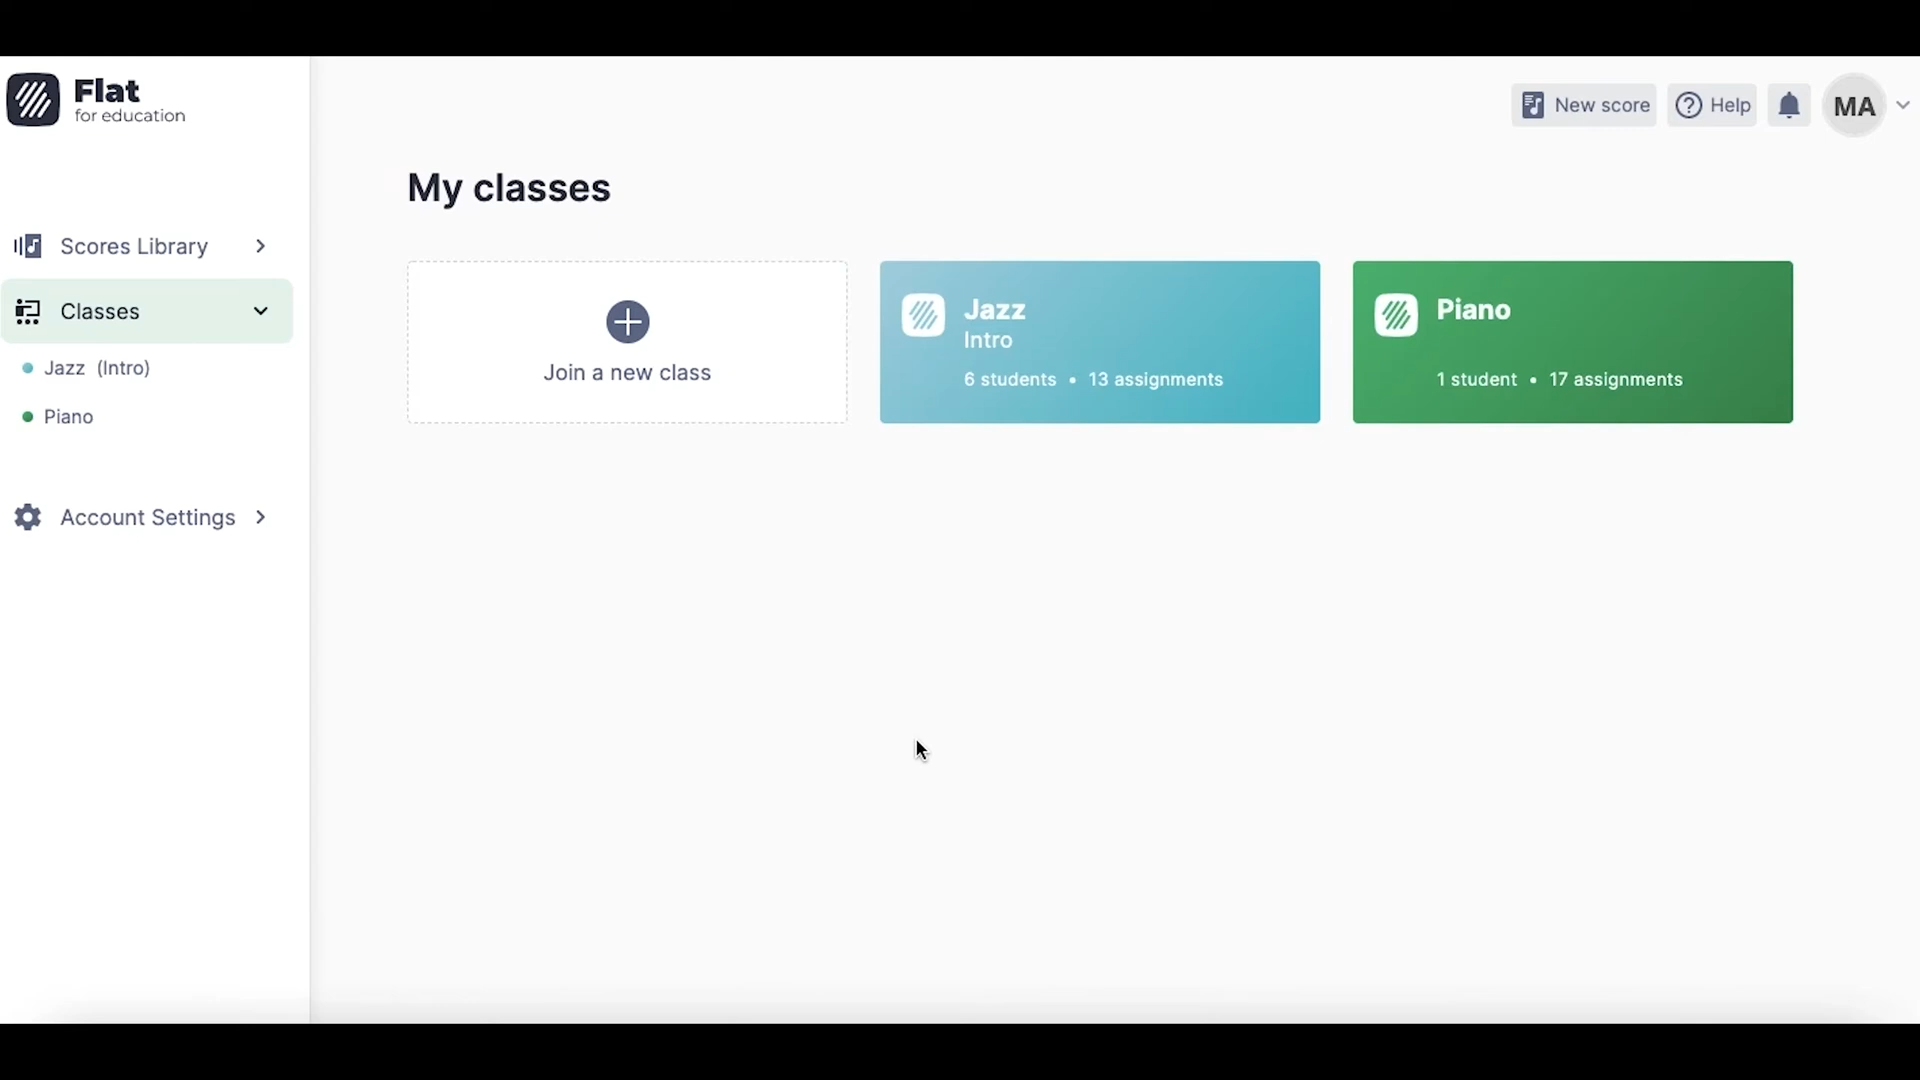 Flat
for education
New score
Help
MA
My classes
Scores Library
Classes
Jazz (Intro)
Piano
Account Settings
Join a new class
Jazz
Intro
6 students • 13 assignments
Piano
1 student • 17 assignments